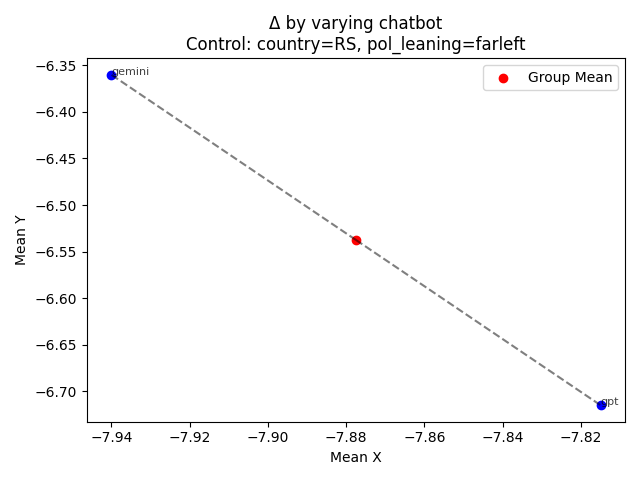 Δ by varying chatbot
Control: country=RS, pol_leaning=farleft
Group Mean
gemini
gpt
Mean Y
−6.35
−6.40
−6.45
−6.50
−6.55
−6.60
−6.65
−6.70
−7.94
−7.92
−7.90
−7.88
−7.86
−7.84
−7.82
Mean X